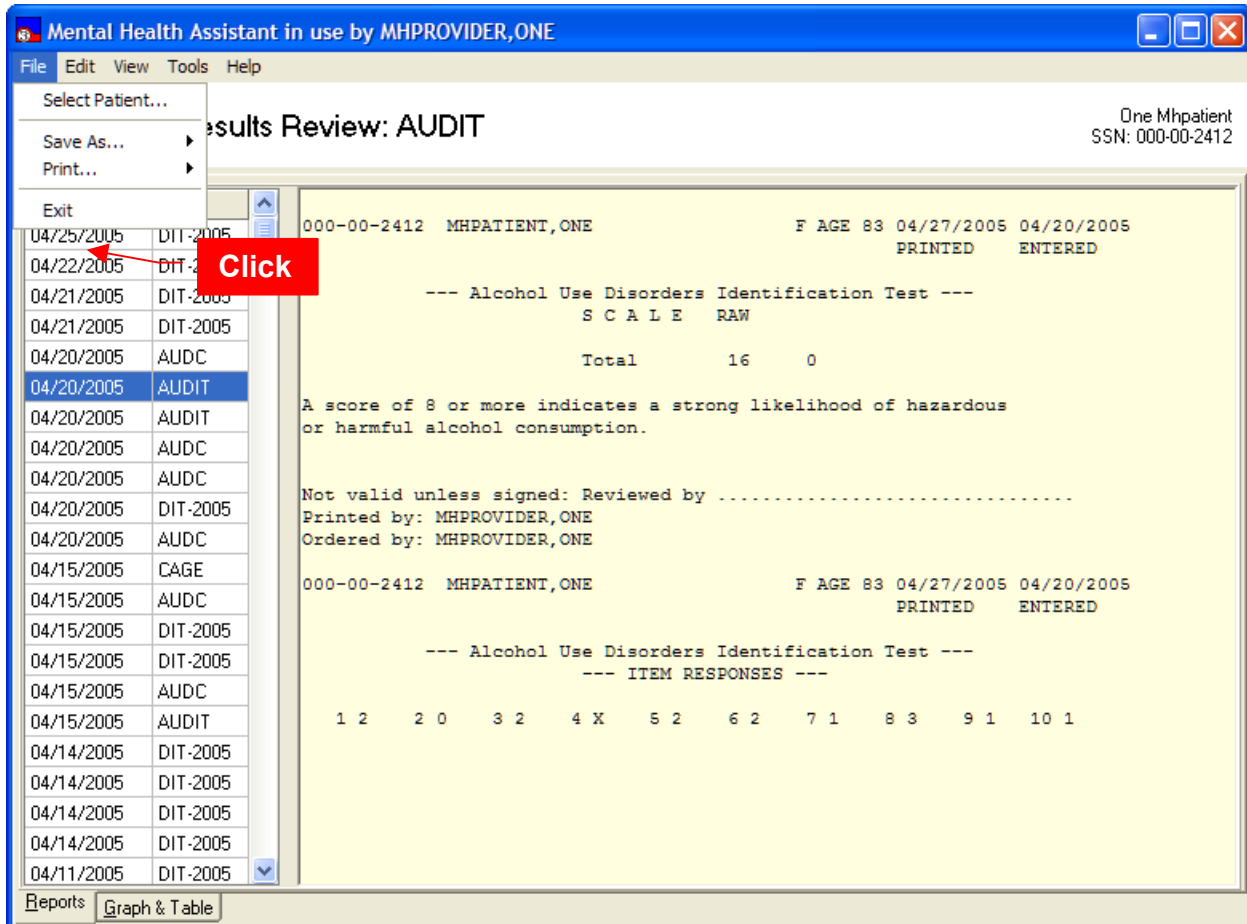 Mental Health Assistant in use by MHPROVIDER,ONE
File Edit View Tools Help
Select Patient...
Save As...
Print...
Exit
Review: AUDIT
One Mhpatient
SSN: 000-00-2412
04/25/2005 DIT-2005
04/22/2005
Click
04/21/2005 DIT-2005
04/21/2005 DIT-2005
04/20/2005 AUDC
04/20/2005 AUDIT
04/20/2005 AUDIT
04/20/2005 AUDC
04/20/2005 AUDC
04/20/2005 DIT-2005
04/20/2005 AUDC
04/15/2005 CAGE
04/15/2005 AUDC
04/15/2005 DIT-2005
04/15/2005 DIT-2005
04/15/2005 AUDC
04/15/2005 AUDIT
04/14/2005 DIT-2005
04/14/2005 DIT-2005
04/14/2005 DIT-2005
04/14/2005 DIT-2005
04/11/2005 DIT-2005
000-00-2412 MHPATIENT,ONE F AGE 83 04/27/2005 04/20/2005
PRINTED ENTERED
--- Alcohol Use Disorders Identification Test ---
S C A L E RAW
Total 16 0
A score of 8 or more indicates a strong likelihood of hazardous
or harmful alcohol consumption.
Not valid unless signed: Reviewed by ................................
Printed by: MHPROVIDER,ONE
Ordered by: MHPROVIDER,ONE
000-00-2412 MHPATIENT,ONE F AGE 83 04/27/2005 04/20/2005
PRINTED ENTERED
--- Alcohol Use Disorders Identification Test ---
--- ITEM RESPONSES ---
1 2 2 0 3 2 4 X 5 2 6 2 7 1 8 3 9 1 10 1
Reports Graph & Table